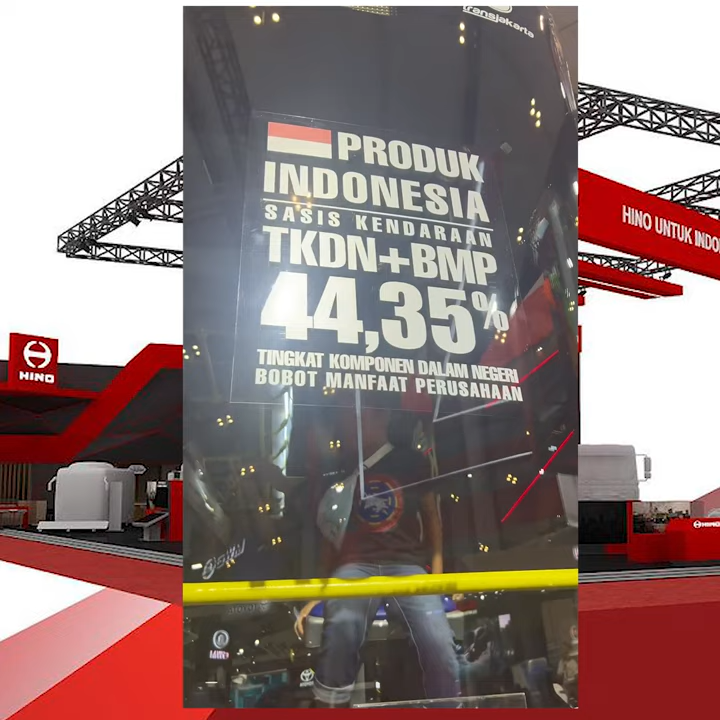 transjakarta
PRODUK
INDONESIA
SASIS KENDARAAN
TKDN+BMP
44,35%
TINGKAT KOMPONEN DALAM NEGERI
BOBOT MANFAAT PERUSAHAAN
HINO UNTUK INDO
HINO
HINO